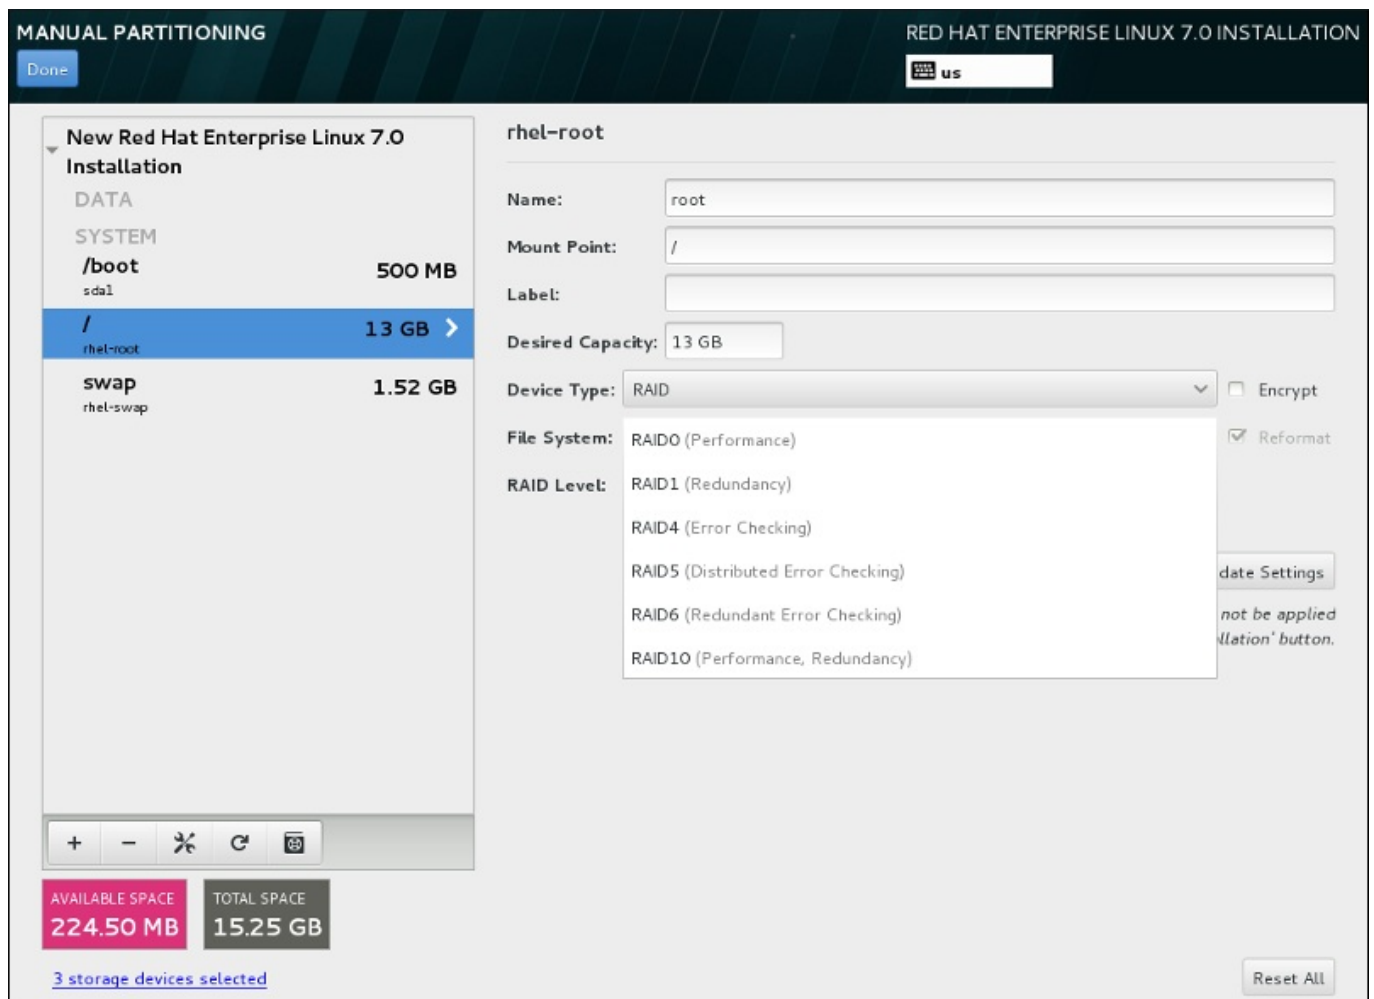 MANUAL PARTITIONING
RED HAT ENTERPRISE LINUX 7.0 INSTALLATION
Done
us
New Red Hat Enterprise Linux 7.0
Installation
DATA
SYSTEM
/boot 500 MB
sda1
/ 13 GB
rhel-root
swap 1.52 GB
rhel-swap
+ −
AVAILABLE SPACE
224.50 MB
TOTAL SPACE
15.25 GB
3 storage devices selected
rhel-root
Name: root
Mount Point: /
Label:
Desired Capacity: 13 GB
Device Type: RAID Encrypt
File System: RAID0 (Performance) Reformat
RAID Level: RAID1 (Redundancy)
RAID4 (Error Checking)
RAID5 (Distributed Error Checking) date Settings
RAID6 (Redundant Error Checking) not be applied
llation' button.
RAID10 (Performance, Redundancy)
Reset All